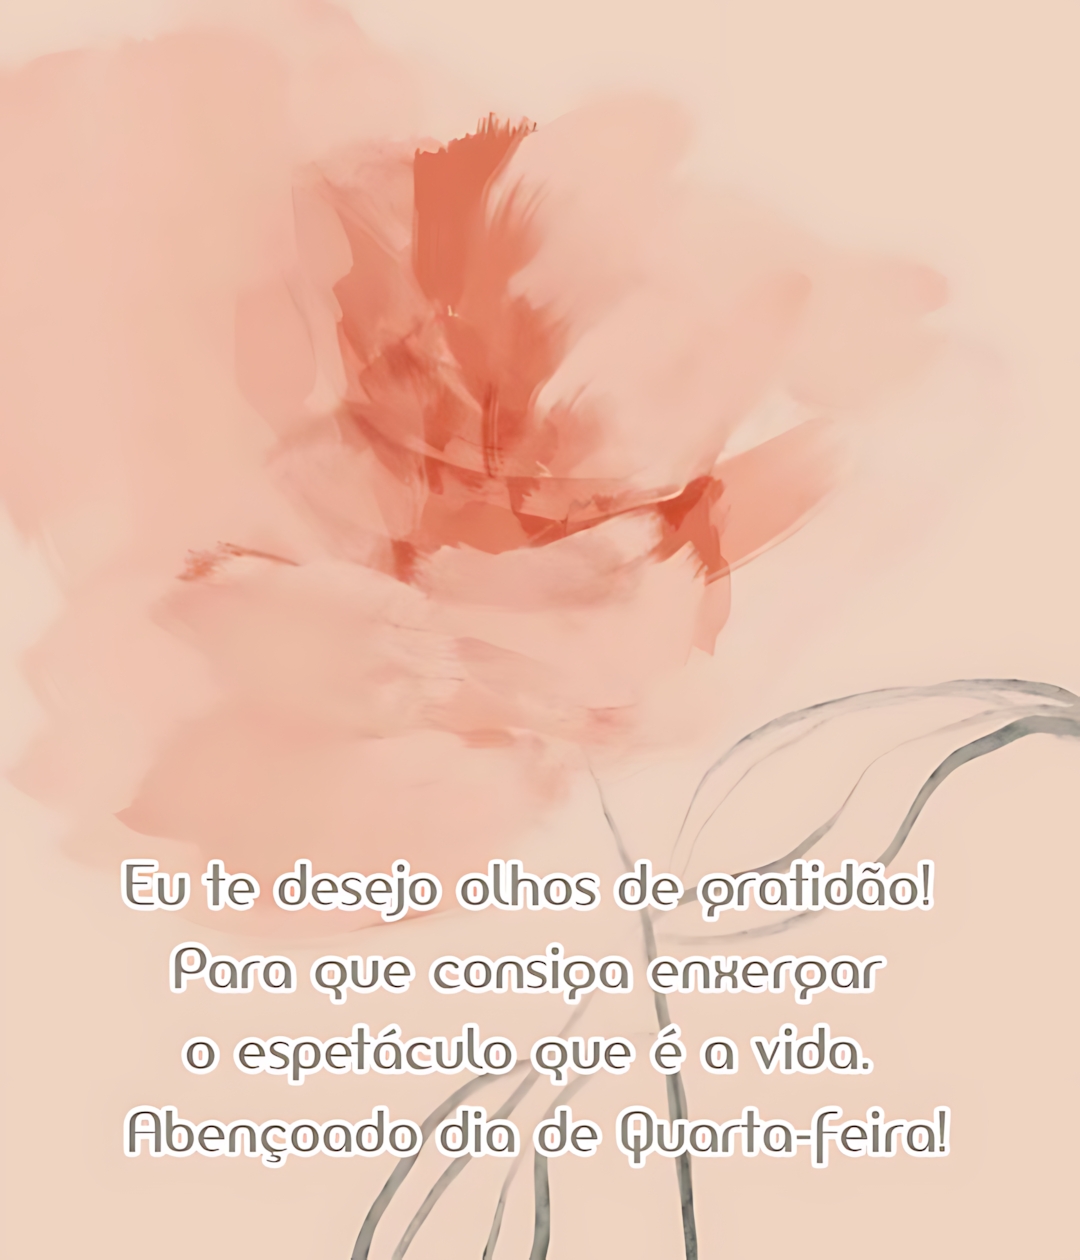 Eu te desejo olhos de gratidão!
Para que consiga enxergar
o espetáculo que é a vida.
Abençoado dia de Quarta-feira!